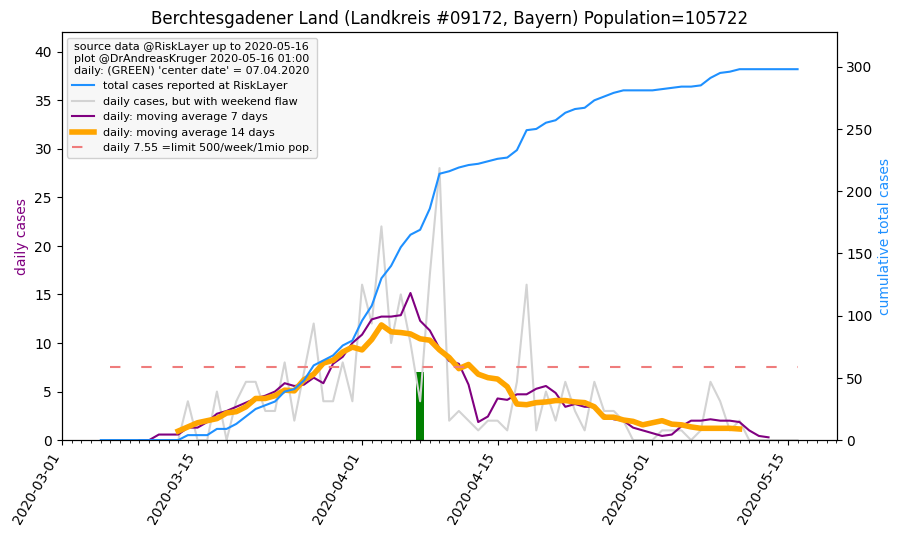 Berchtesgadener Land (Landkreis #09172, Bayern) Population=105722
source data @RiskLayer up to 2020-05-16
plot @DrAndreasKruger 2020-05-16 01:00
daily: (GREEN) 'center date' = 07.04.2020
total cases reported at RiskLayer
daily cases, but with weekend flaw
daily: moving average 7 days
daily: moving average 14 days
daily 7.55 =limit 500/week/1mio pop.
daily cases
40
35
30
25
20
15
10
5
0
cumulative total cases
300
250
200
150
100
50
0
2020-03-01
2020-03-15
2020-04-01
2020-04-15
2020-05-01
2020-05-15